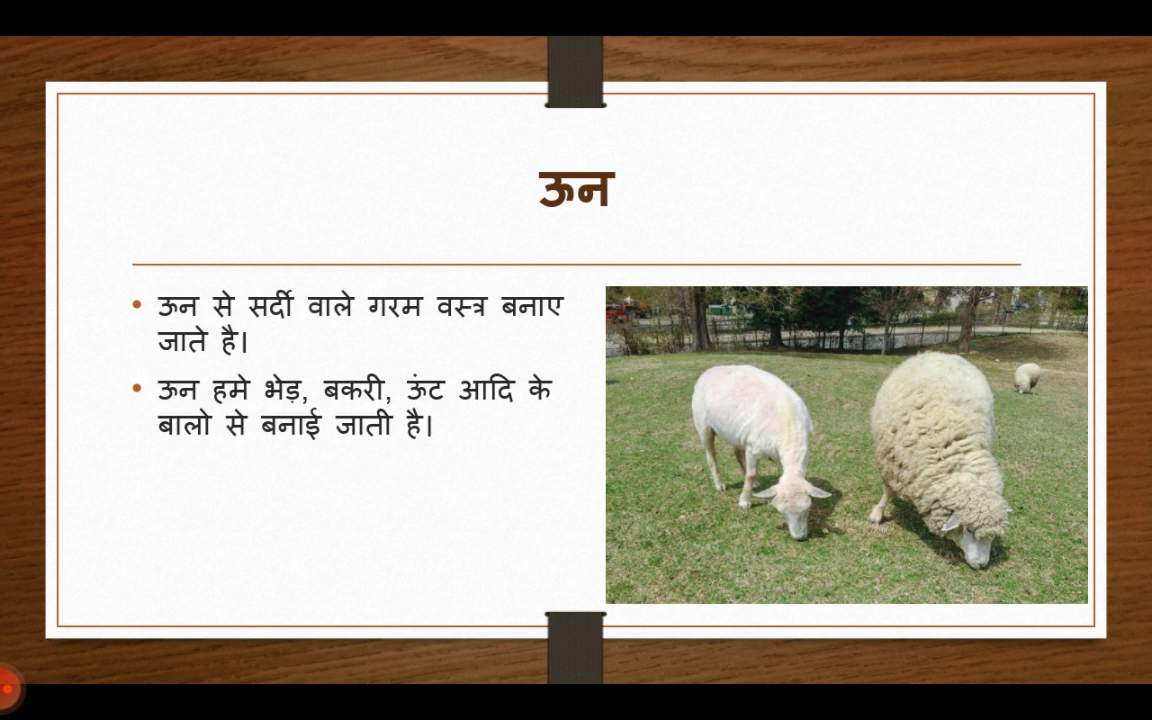 ऊन
• ऊन से सर्दी वाले गरम वस्त्र बनाए
जाते है।
• ऊन हमे भेड़, बकरी, ऊंट आदि के
बालो से बनाई जाती है।